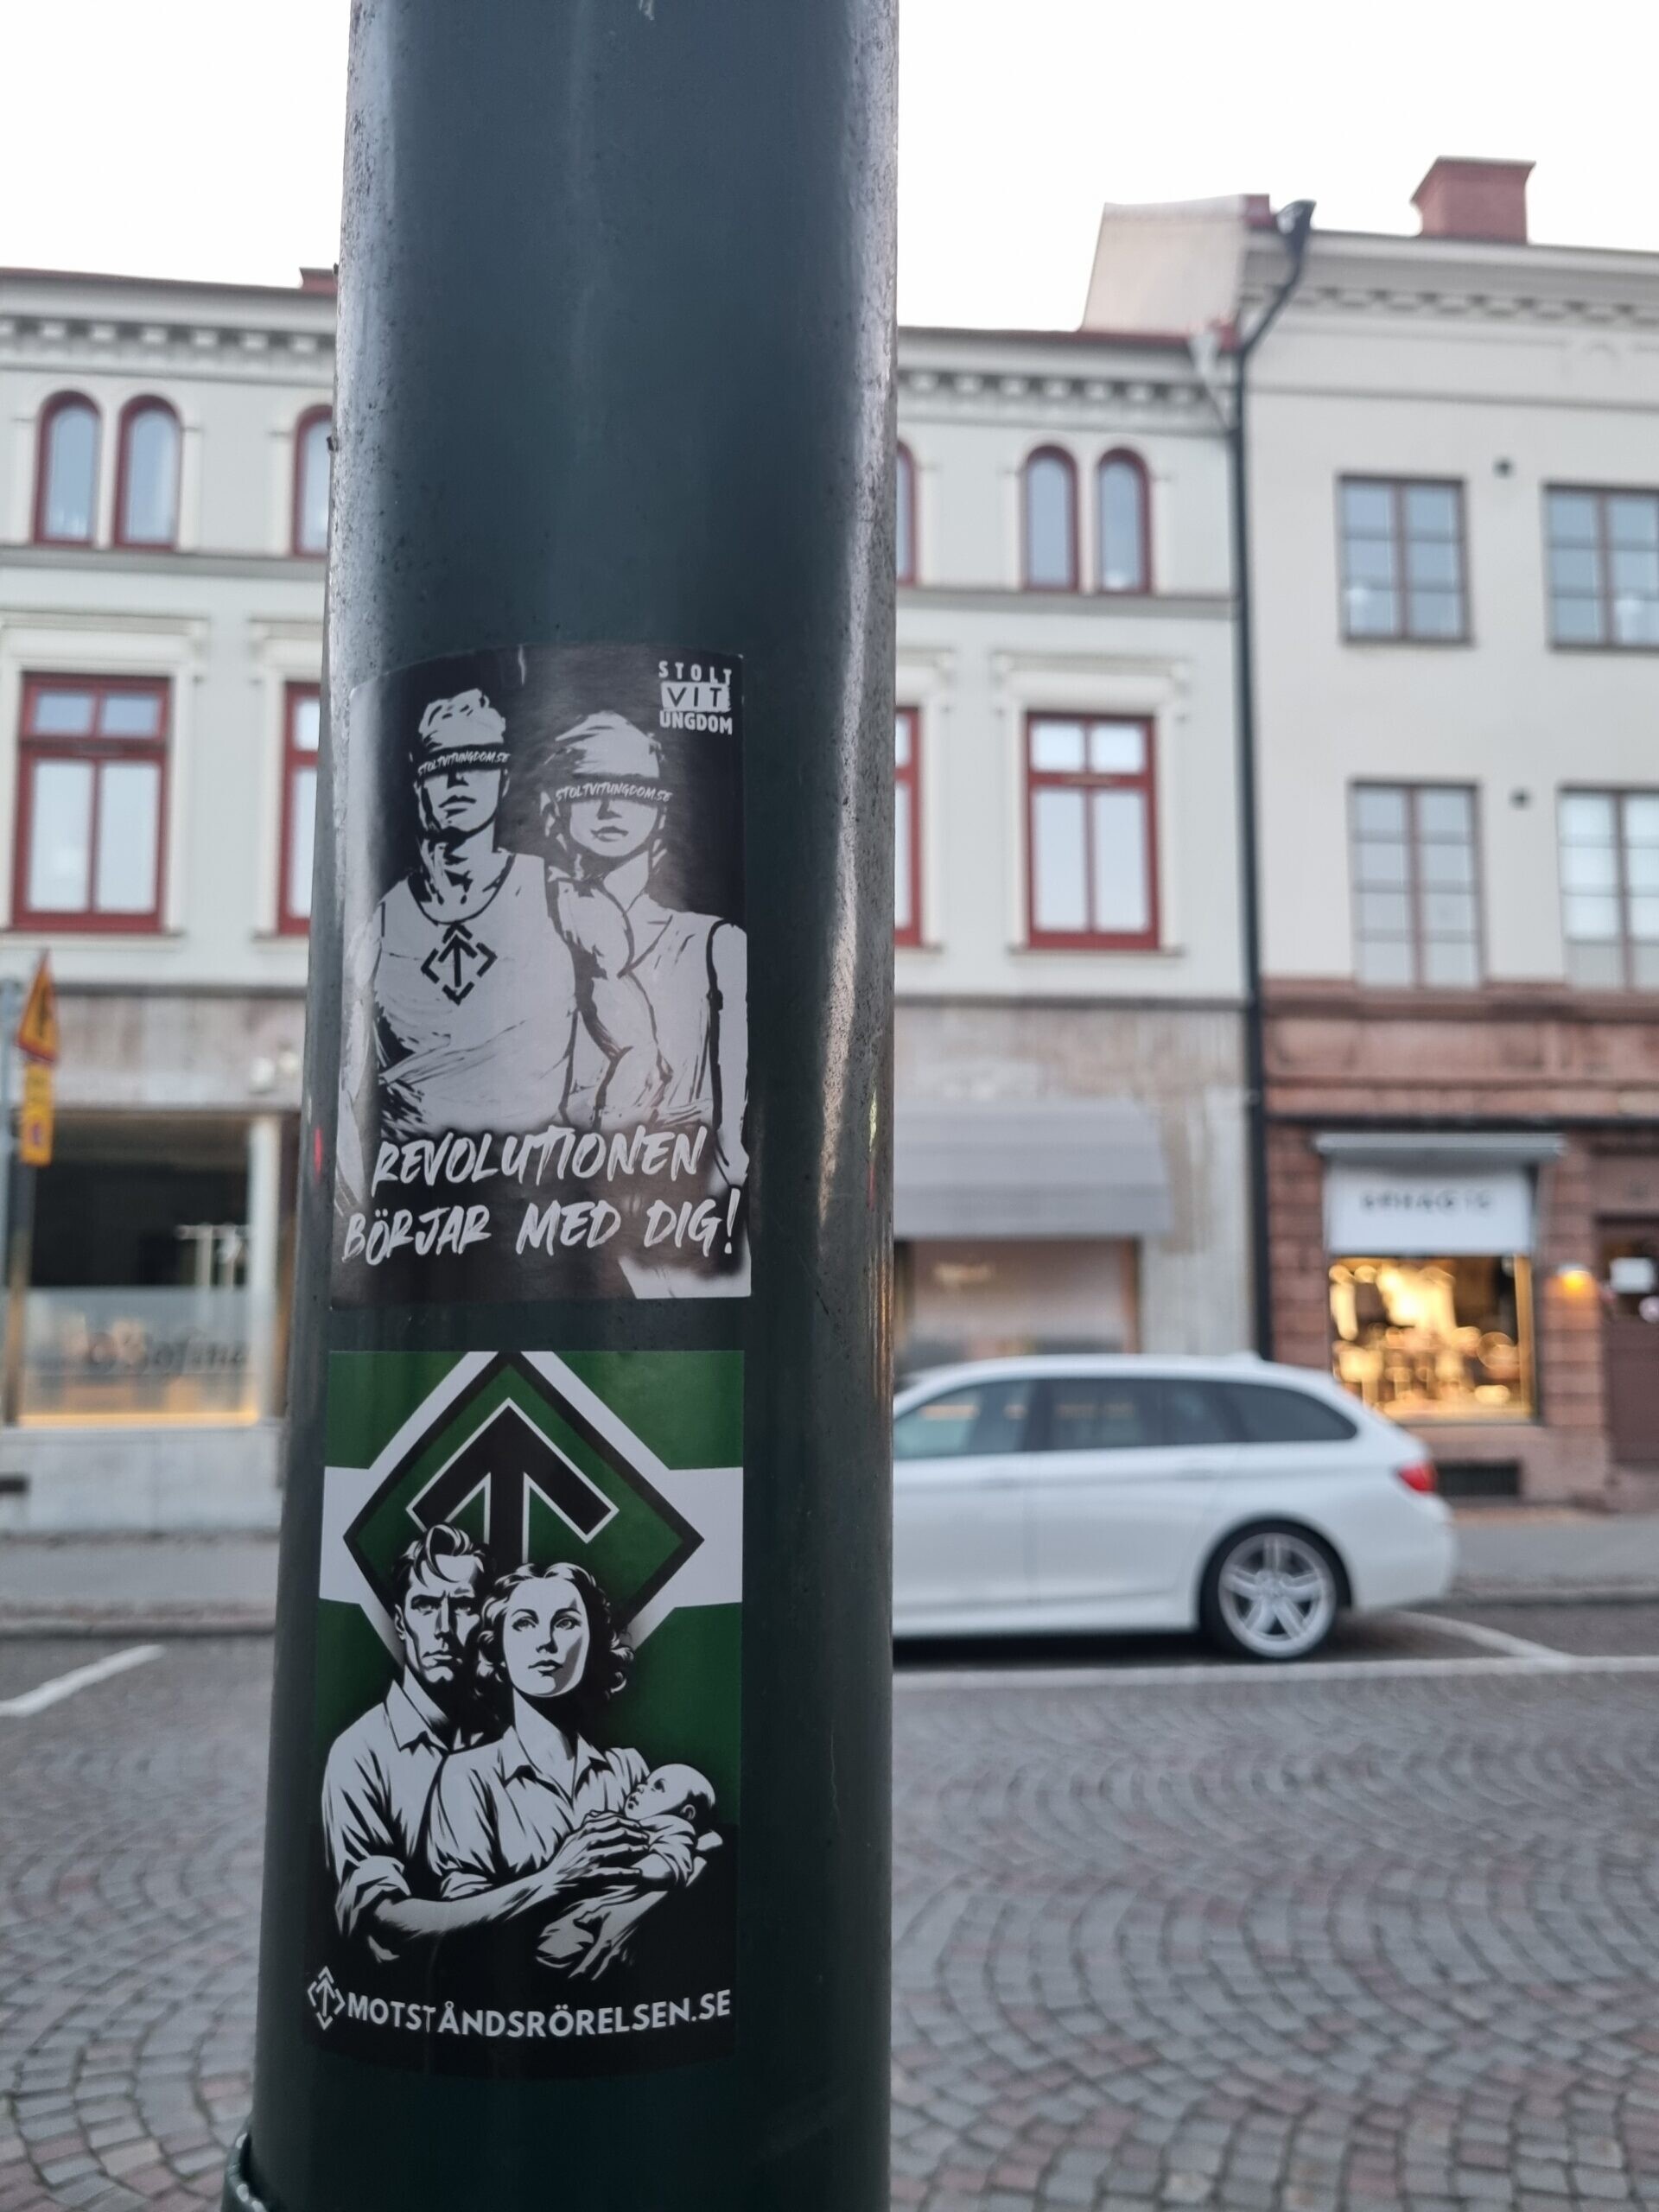 STOLT
VIT
UNGDOM
STOLTVITUNGDOM.SE
STOLTVITUNGDOM.SE
REVOLUTIONEN
BÖRJAR MED DIG!
MOTSTÅNDSRÖRELSEN.SE